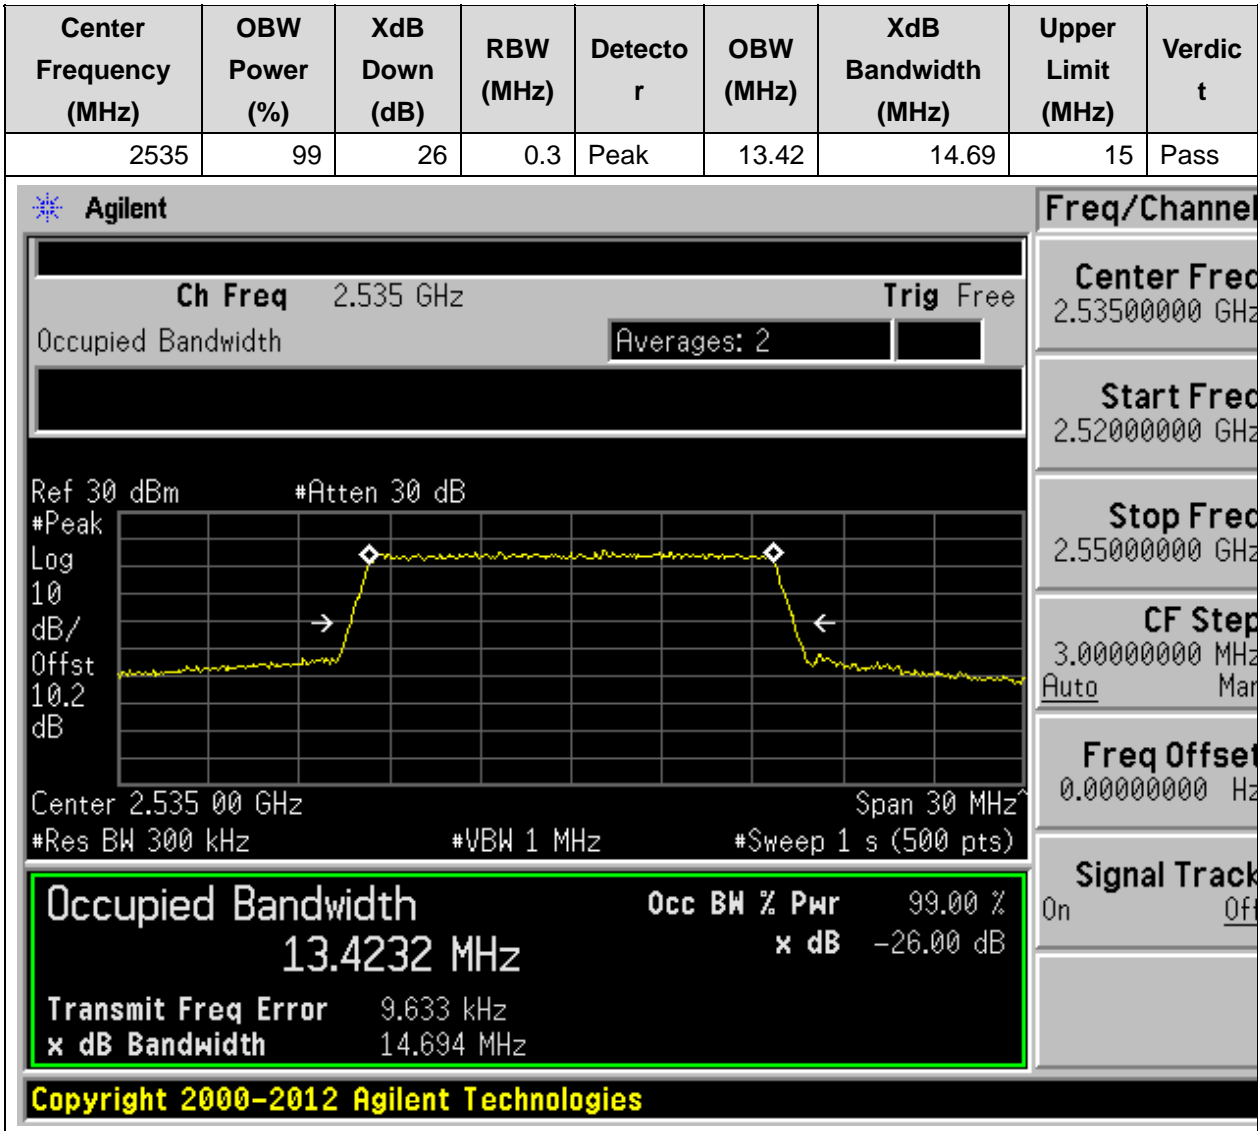 Center Frequency (MHz) OBW Power (%) XdB Down (dB) RBW (MHz) Detecto r OBW (MHz) XdB Bandwidth (MHz) Upper Limit (MHz) Verdic t
2535 99 26 0.3 Peak 13.42 14.69 15 Pass
Agilent
Freq/Channel
Ch Freq 2.535 GHz Trig Free
Occupied Bandwidth Averages: 2
Center Freq
2.53500000 GHz
Start Freq
2.52000000 GHz
Stop Freq
2.55000000 GHz
CF Step
3.00000000 MHz
Auto Man
Freq Offset
0.00000000 Hz
Signal Track
On Off
Ref 30 dBm #Atten 30 dB
#Peak
Log
10
dB/
Offst
10.2
dB
Center 2.535 00 GHz Span 30 MHz^
#Res BW 300 kHz #VBW 1 MHz #Sweep 1 s (500 pts)
Occupied Bandwidth Occ BW % Pwr 99.00 %
13.4232 MHz x dB -26.00 dB
Transmit Freq Error 9.633 kHz
x dB Bandwidth 14.694 MHz
Copyright 2000-2012 Agilent Technologies